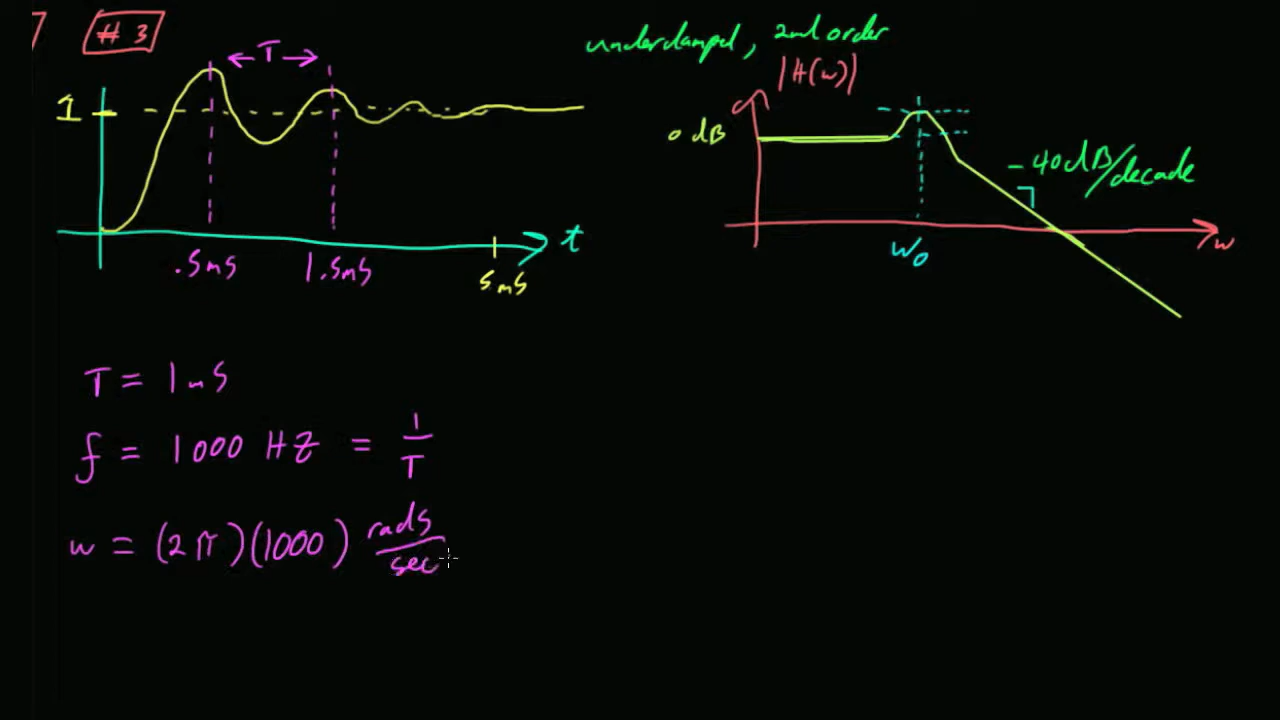 # 3
T
1
.5ms
1.5ms
5ms
t
underdamped, 2nd order
|H(w)|
0 dB
-40dB/decade
w₀
w
T = 1mS
f = 1000 HZ = 1/T
w = (2π)(1000) rads/sec